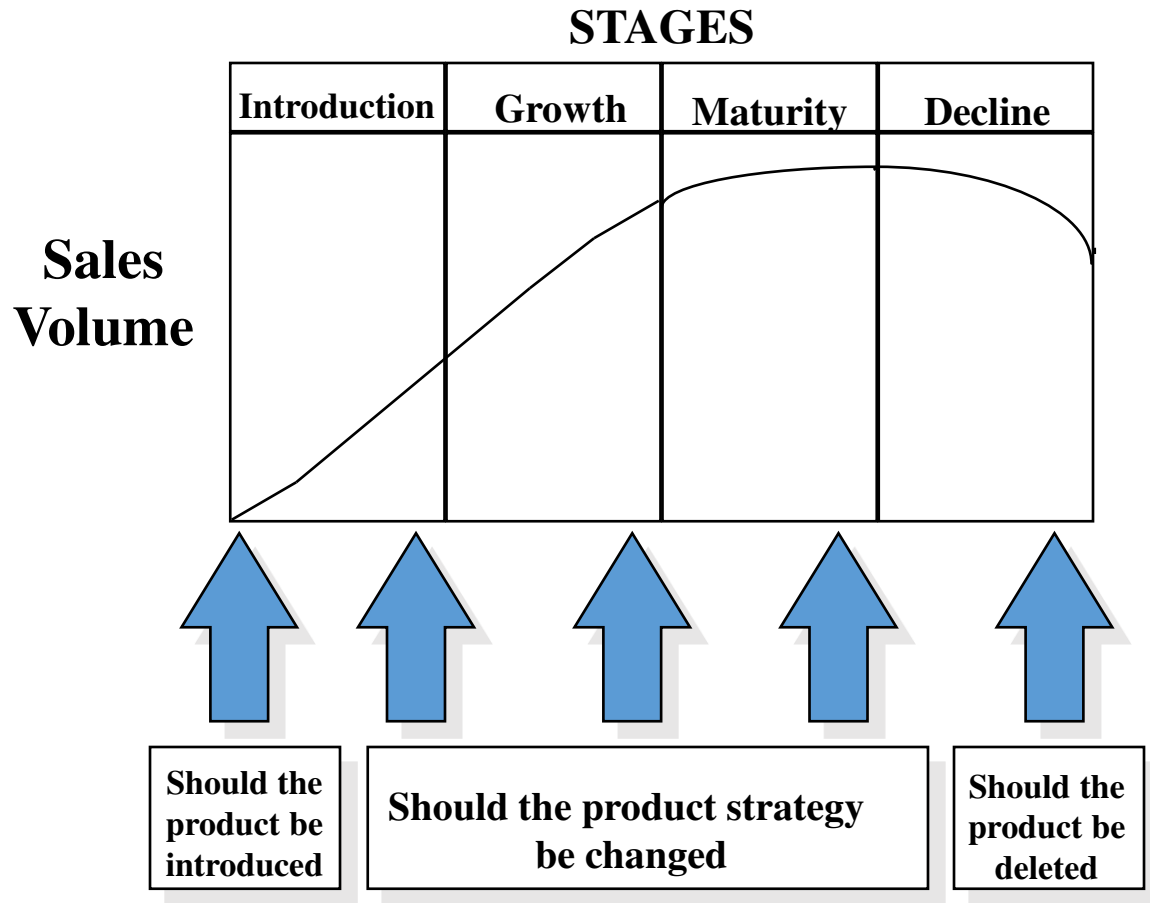 STAGES
Introduction
Growth
Maturity
Decline
Sales
Volume
Should the
product be
introduced
Should the product strategy
be changed
Should the
product be
deleted